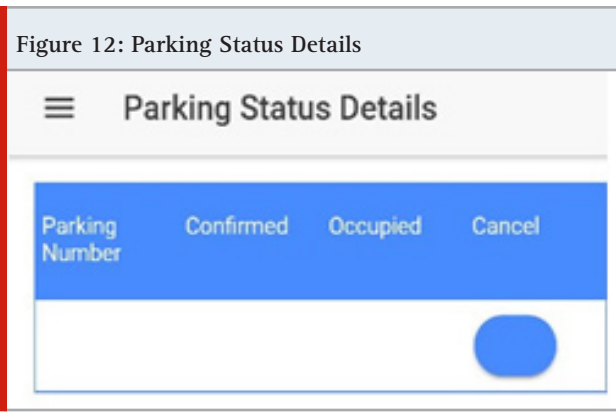 Figure 12: Parking Status Details
Parking Status Details
Parking Number Confirmed Occupied Cancel